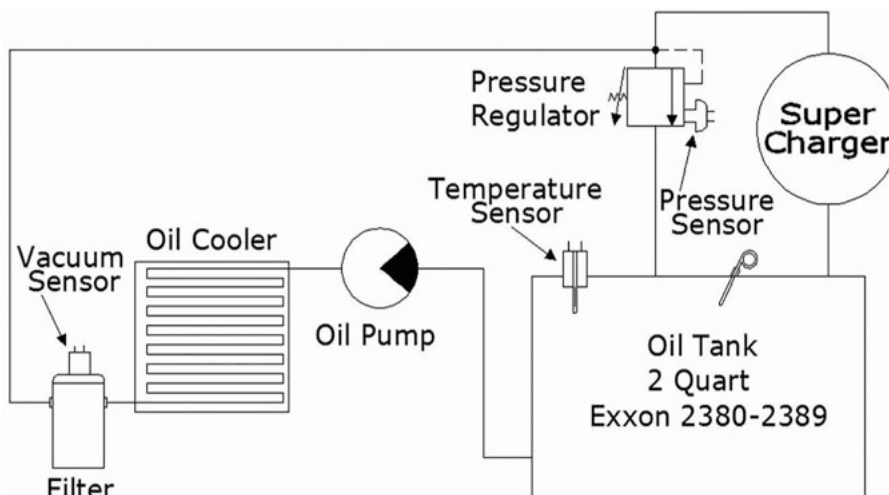 Pressure
Regulator
Super
Charger
Temperature
Sensor
Pressure
Sensor
Oil Cooler
Vacuum
Sensor
Oil Pump
Oil Tank
2 Quart
Exxon 2380-2389
Filter